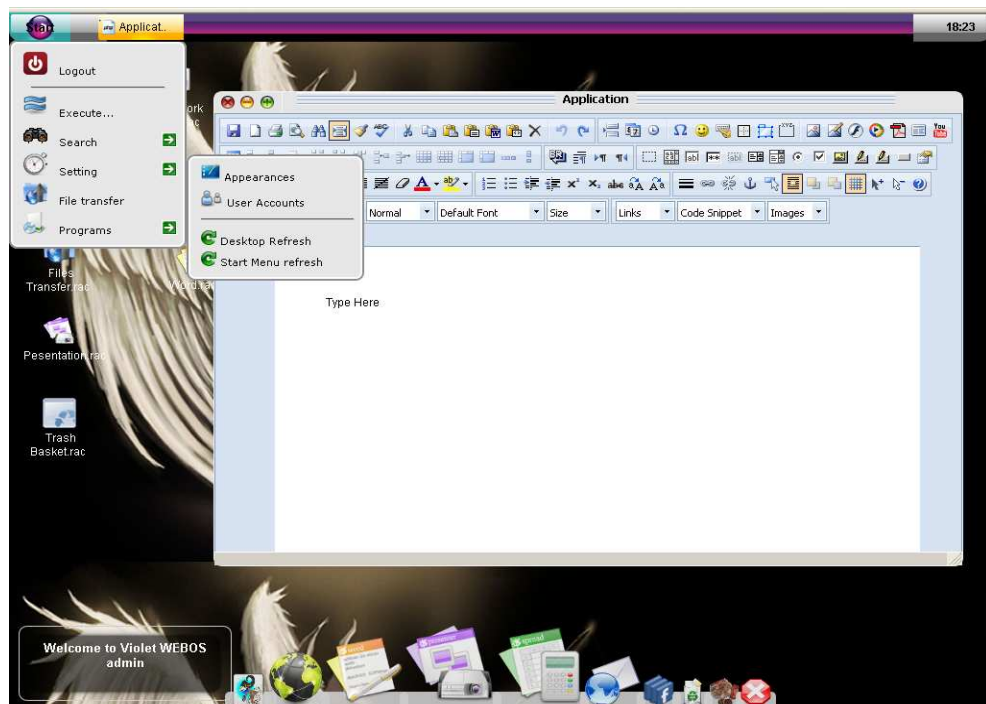 Start
Applicat..
18:23
Logout
Execute...
Search
Setting
File transfer
Programs
Appearances
User Accounts
Desktop Refresh
Start Menu refresh
Application
Normal
Default Font
Size
Links
Code Snippet
Images
Type Here
Files
Transfer.rac
Word.ra
Pesentation.rac
Trash
Basket.rac
Welcome to Violet WEBOS
admin